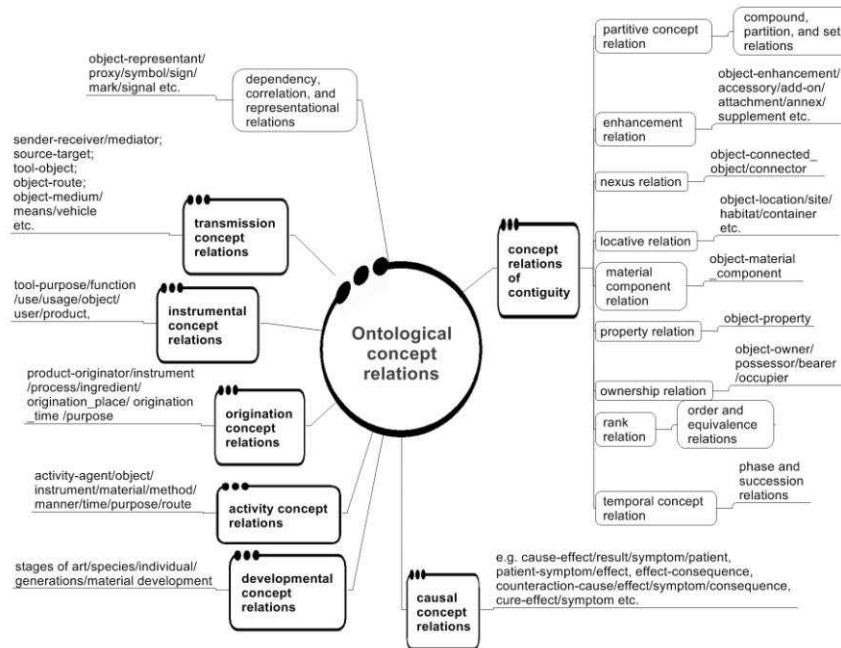 Ontological
concept
relations
object-representant/
proxy/symbol/sign/
mark/signal etc.
dependency,
correlation, and
representational
relations
sender-receiver/mediator;
source-target;
tool-object;
object-route;
object-medium/
means/vehicle
etc.
transmission
concept
relations
tool-purpose/function
/use/usage/object/
user/product,
instrumental
concept
relations
product-originator/instrument
/process/ingredient/
origination_place/ origination
_time /purpose
origination
concept
relations
activity-agent/object/
instrument/material/method/
manner/time/purpose/route
activity concept
relations
stages of art/species/individual/
generations/material development
developmental
concept
relations
causal
concept
relations
e.g. cause-effect/result/symptom/patient,
patient-symptom/effect, effect-consequence,
counteraction-cause/effect/symptom/consequence,
cure-effect/symptom etc.
concept
relations
of
contiguity
partitive concept
relation
compound,
partition, and set
relations
enhancement
relation
object-enhancement/
accessory/add-on/
attachment/annex/
supplement etc.
nexus relation
object-connected_
object/connector
locative relation
object-location/site/
habitat/container
etc.
material
component
relation
object-material
_component
property relation
object-property
ownership relation
object-owner/
possessor/bearer
/occupier
rank
relation
order and
equivalence
relations
temporal concept
relation
phase and
succession
relations